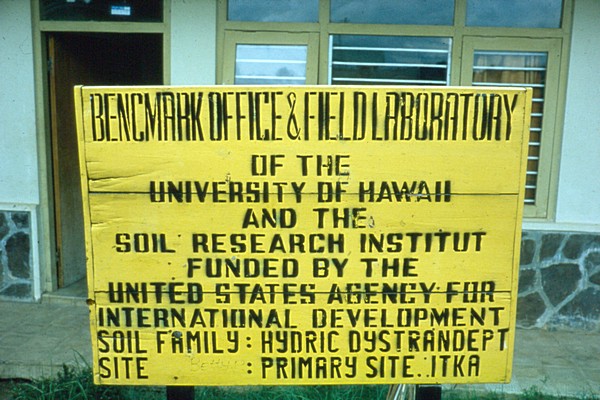 BENCMARK OFFICE & FIELD LABORATORY
OF THE
UNIVERSITY OF HAWAII
AND THE
SOIL RESEARCH INSTITUT
FUNDED BY THE
UNITED STATES AGENCY FOR
INTERNATIONAL DEVELOPMENT
SOIL FAMILY : HYDRIC DYSTRANDEPT
SITE : PRIMARY SITE..ITKA